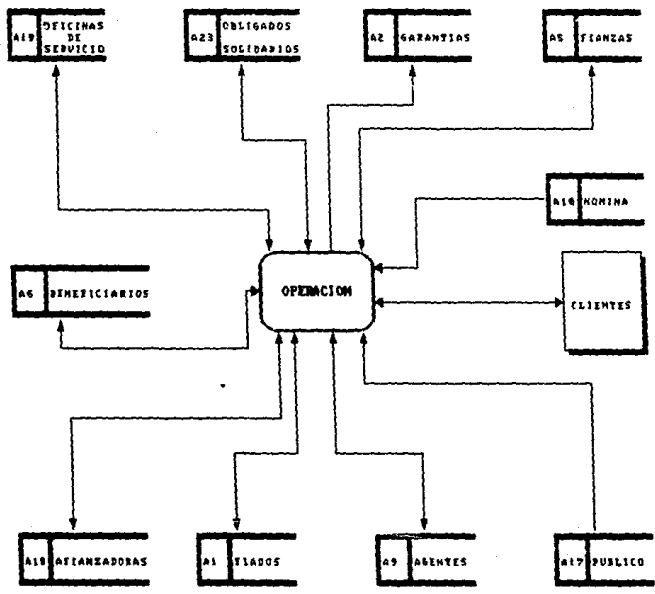 A19 OFICINAS
DE
SERVICIO
A23 OBLIGADOS
SOLIDARIOS
A2 GARANTIAS
A5 FIANZAS
A16 NOMINA
A6 BENEFICIARIOS
OPERACION
CLIENTES
A18 AFIANZADORAS
A1 FIADOS
A9 AGENTES
A17 PUBLICO